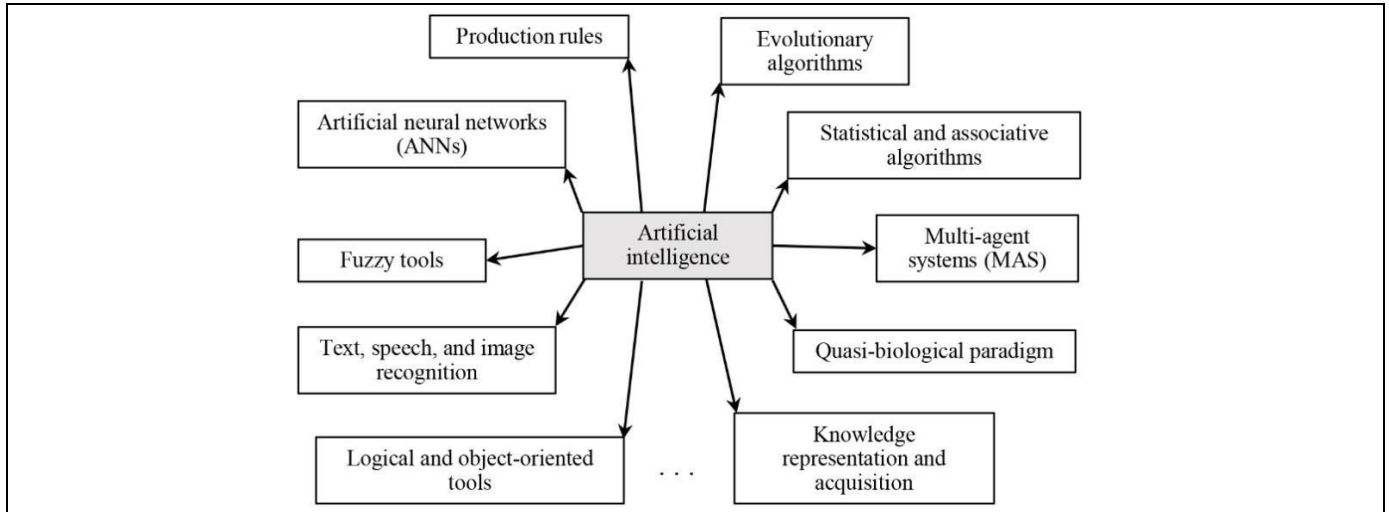 Production rules
Evolutionary
algorithms
Artificial neural networks
(ANNs)
Statistical and associative
algorithms
Artificial
intelligence
Fuzzy tools
Multi-agent
systems (MAS)
Text, speech, and image
recognition
Quasi-biological paradigm
Logical and object-oriented
tools
. . .
Knowledge
representation and
acquisition